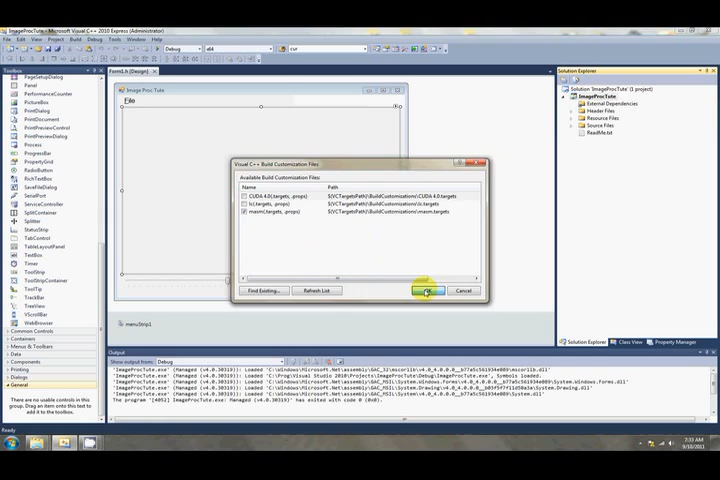 ImageProcTute - Microsoft Visual C++ 2010 Express (Administrator)
File Edit View Project Build Debug Tools Window Help
Debug x64 cur
Toolbox
PageSetupDialog
Panel
PerformanceCounter
PictureBox
PrintDialog
PrintDocument
PrintPreviewControl
PrintPreviewDialog
Process
ProgressBar
PropertyGrid
RadioButton
RichTextBox
SaveFileDialog
SerialPort
ServiceController
SplitContainer
Splitter
StatusStrip
TabControl
TableLayoutPanel
TextBox
Timer
ToolStrip
ToolStripContainer
ToolTip
TrackBar
TreeView
VScrollBar
WebBrowser
Common Controls
Containers
Menus & Toolbars
Data
Components
Printing
Dialogs
General
There are no usable controls in this group. Drag an item onto this text to add it to the toolbox.
Form1.h [Design]
Image Proc Tute
File
Visual C++ Build Customization Files
Available Build Customization Files:
Name Path
CUDA 4.0(.targets, .props) $(VCTargetsPath)\BuildCustomizations\CUDA 4.0.targets
lc(.targets, .props) $(VCTargetsPath)\BuildCustomizations\lc.targets
masm(.targets, .props) $(VCTargetsPath)\BuildCustomizations\masm.targets
Find Existing... Refresh List OK Cancel
menuStrip1
Solution Explorer
Solution 'ImageProcTute' (1 project)
ImageProcTute
External Dependencies
Header Files
Resource Files
Source Files
ReadMe.txt
Solution Explorer Class View Property Manager
Output
Show output from: Debug
The program '[4052] ImageProcTute.exe: Managed (v4.0.30319)' has exited with code 0 (0x0).
Ready
7:33 AM
9/10/2011